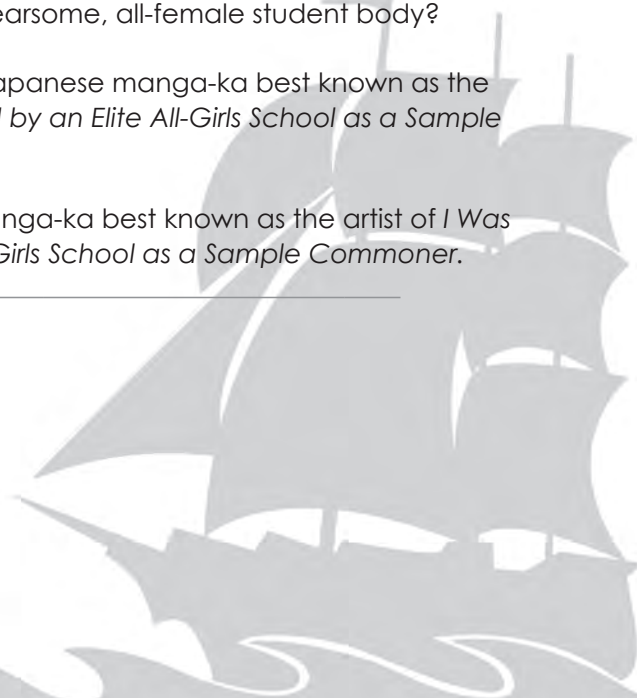 earsome, all-female student body?
apanese manga-ka best known as the
by an Elite All-Girls School as a Sample
nga-ka best known as the artist of I Was
Girls School as a Sample Commoner.